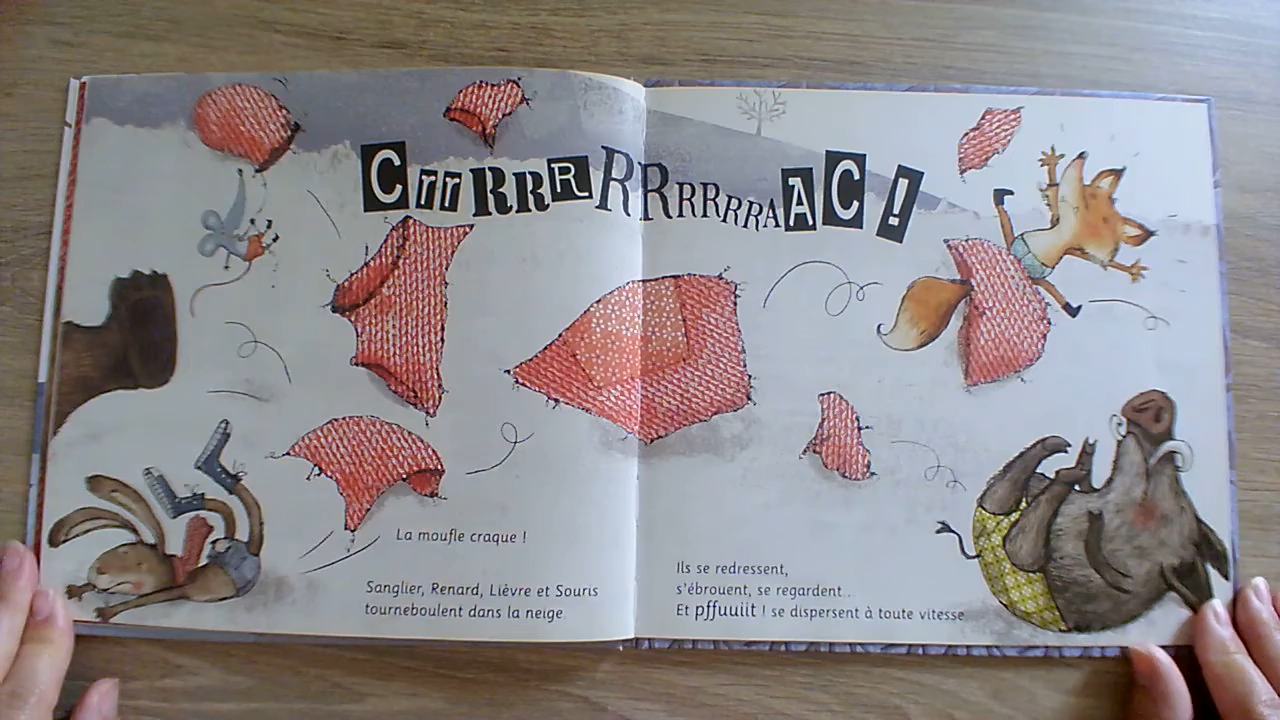 CrrRRRRRRRRRRAAC !
La moufle craque !
Sanglier, Renard, Lièvre et Souris
tourneboulent dans la neige.
Ils se redressent,
s'ébrouent, se regardent...
Et pffuuiit ! se dispersent à toute vitesse.